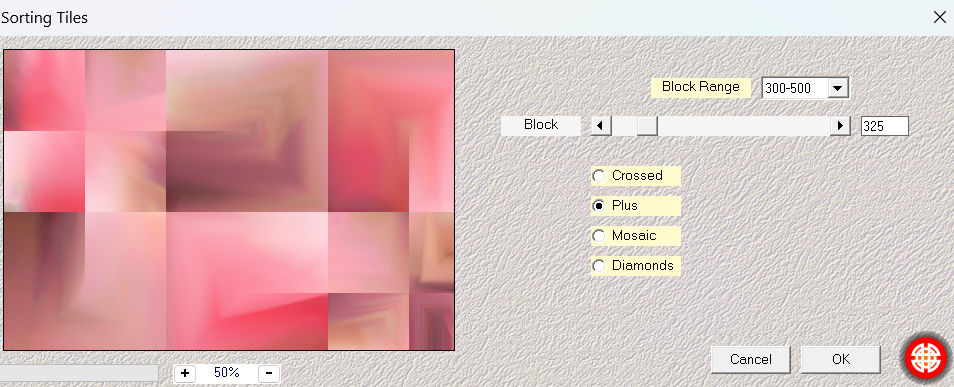 Sorting Tiles
Block Range 300-500
Block 325
Crossed
Plus
Mosaic
Diamonds
Cancel OK
+ 50% -